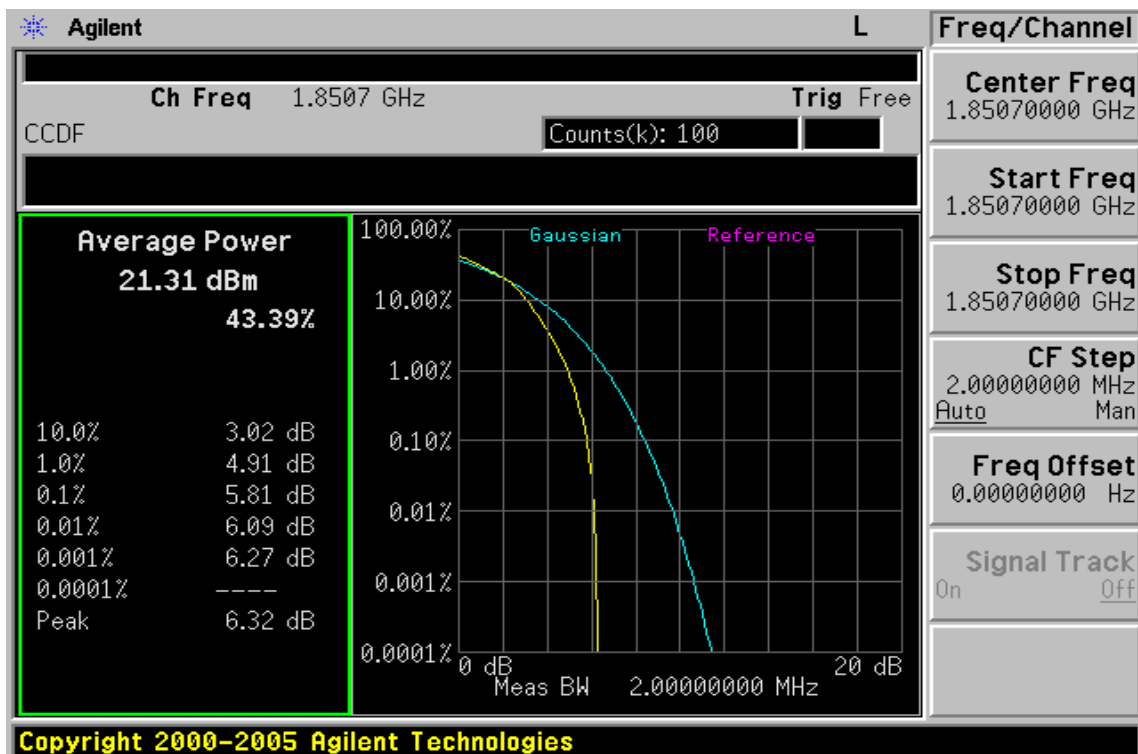 Agilent L
Ch Freq 1.8507 GHz Trig Free
CCDF Counts(k): 100
Average Power
21.31 dBm
43.39%
10.0% 3.02 dB
1.0% 4.91 dB
0.1% 5.81 dB
0.01% 6.09 dB
0.001% 6.27 dB
0.0001% ----
Peak 6.32 dB
Gaussian Reference
100.00%
10.00%
1.00%
0.10%
0.01%
0.001%
0.0001%
0 dB 20 dB
Meas BW 2.00000000 MHz
Freq/Channel
Center Freq
1.85070000 GHz
Start Freq
1.85070000 GHz
Stop Freq
1.85070000 GHz
CF Step
2.00000000 MHz
Auto Man
Freq Offset
0.00000000 Hz
Signal Track
On Off
Copyright 2000-2005 Agilent Technologies